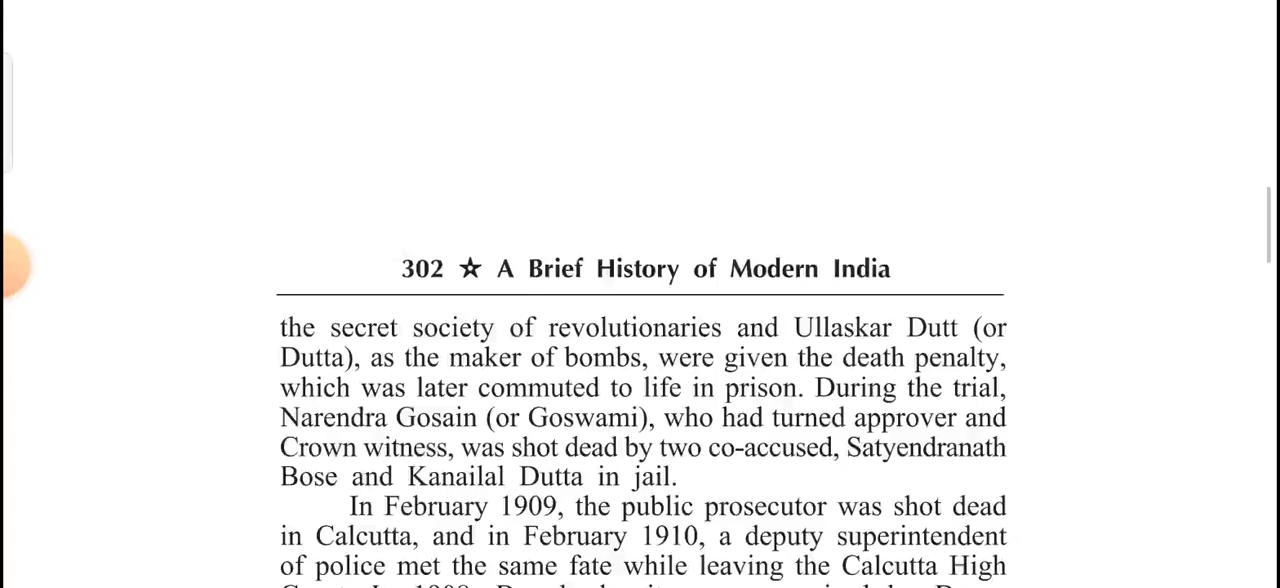 302 ☆ A Brief History of Modern India
the secret society of revolutionaries and Ullaskar Dutt (or
Dutta), as the maker of bombs, were given the death penalty,
which was later commuted to life in prison. During the trial,
Narendra Gosain (or Goswami), who had turned approver and
Crown witness, was shot dead by two co-accused, Satyendranath
Bose and Kanailal Dutta in jail.
In February 1909, the public prosecutor was shot dead
in Calcutta, and in February 1910, a deputy superintendent
of police met the same fate while leaving the Calcutta High